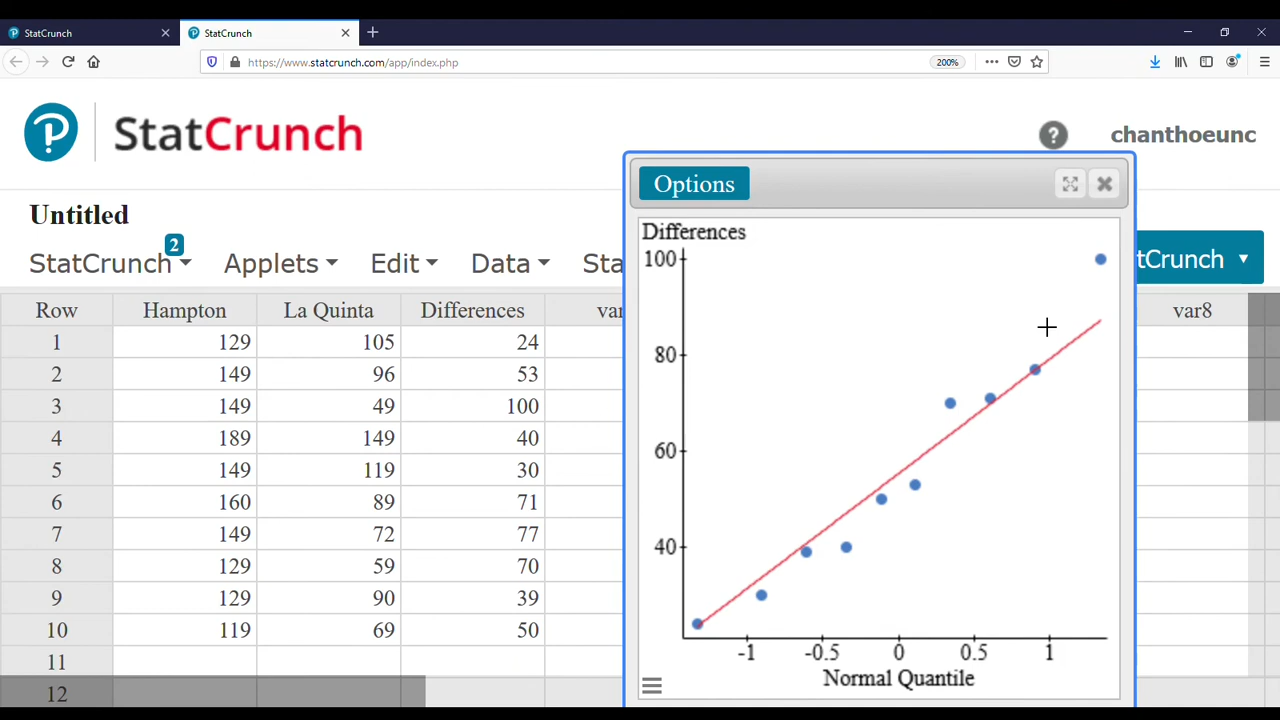 StatCrunch
StatCrunch
https://www.statcrunch.com/app/index.php
200%
P StatCrunch
? chanthoeunc
Untitled
StatCrunch 2 Applets Edit Data Sta
tCrunch
Options
Row Hampton La Quinta Differences var var8
1 129 105 24
2 149 96 53
3 149 49 100
4 189 149 40
5 149 119 30
6 160 89 71
7 149 72 77
8 129 59 70
9 129 90 39
10 119 69 50
11
12
Differences
100
80
60
40
-1 -0.5 0 0.5 1
Normal Quantile